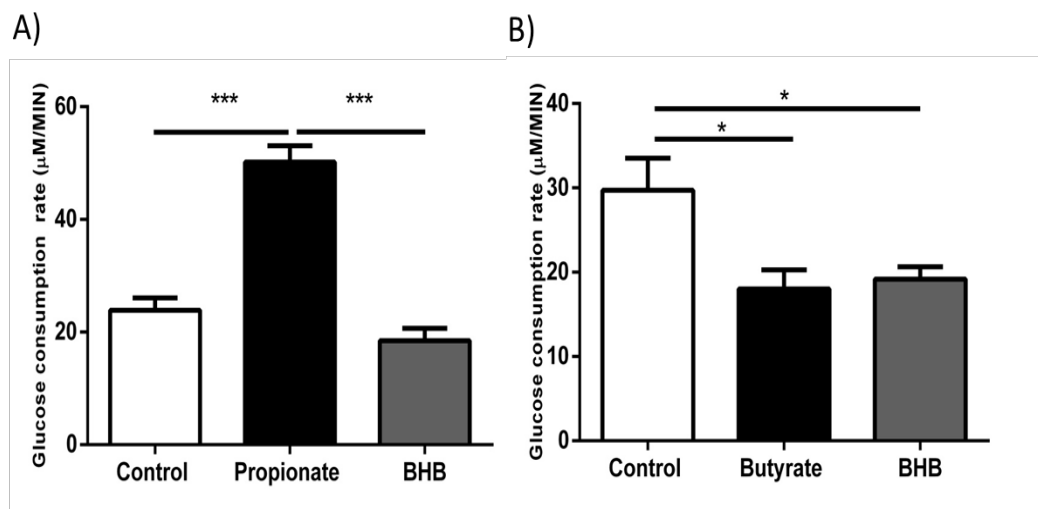 A)
Glucose consumption rate (μM/MIN)
60
40
20
0
***
***
Control Propionate BHB
B)
Glucose consumption rate (μM/MIN)
40
30
20
10
0
*
*
Control Butyrate BHB